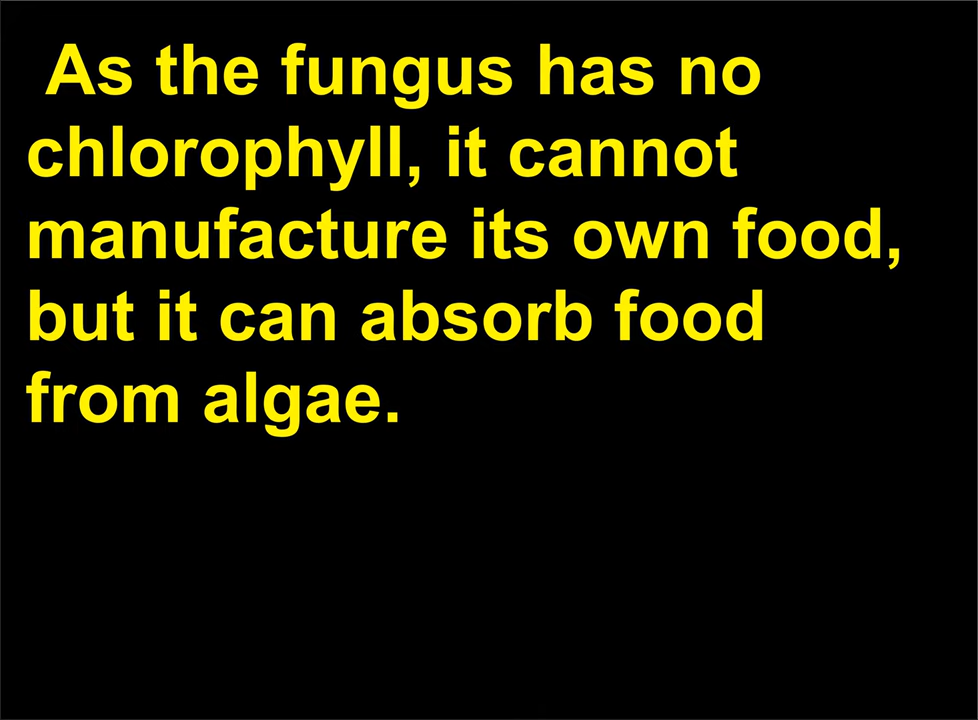 As the fungus has no
chlorophyll, it cannot
manufacture its own food,
but it can absorb food
from algae.